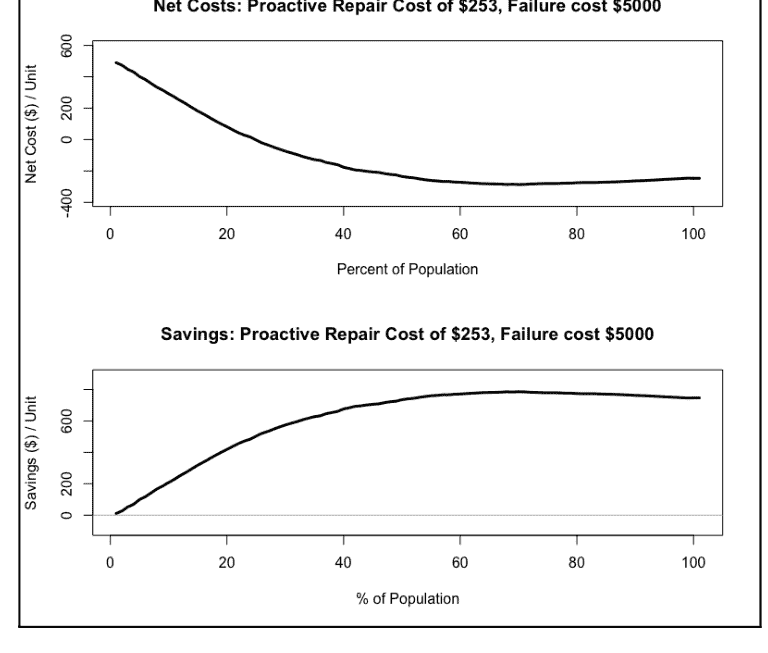 Net Costs: Proactive Repair Cost of $253, Failure cost $5000
600
200
0
-400
Net Cost ($) / Unit
0 20 40 60 80 100
Percent of Population
Savings: Proactive Repair Cost of $253, Failure cost $5000
600
200
0
Savings ($) / Unit
0 20 40 60 80 100
% of Population